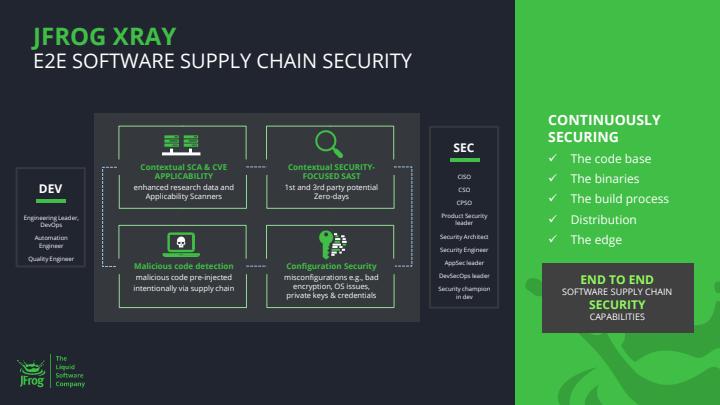 JFROG XRAY
E2E SOFTWARE SUPPLY CHAIN SECURITY
DEV
Engineering Leader,
DevOps
Automation
Engineer
Quality Engineer
Contextual SCA & CVE
APPLICABILITY
enhanced research data and
Applicability Scanners
Contextual SECURITY-
FOCUSED SAST
1st and 3rd party potential
Zero-days
Malicious code detection
malicious code pre-injected
intentionally via supply chain
Configuration Security
misconfigurations e.g., bad
encryption, OS issues,
private keys & credentials
SEC
CISO
CSO
CPSO
Product Security
leader
Security Architect
Security Engineer
AppSec leader
DevSecOps leader
Security champion
in dev
CONTINUOUSLY
SECURING
✓ The code base
✓ The binaries
✓ The build process
✓ Distribution
✓ The edge
END TO END
SOFTWARE SUPPLY CHAIN
SECURITY
CAPABILITIES
JFrog
The
Liquid
Software
Company